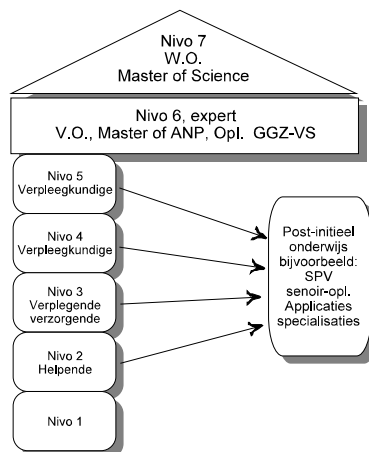 Nivo 7
W.O.
Master of Science
Nivo 6, expert
V.O., Master of ANP, Opl. GGZ-VS
Nivo 5
Verpleegkundige
Nivo 4
Verpleegkundige
Nivo 3
Verplegende
verzorgende
Nivo 2
Helpende
Nivo 1
Post-initieel
onderwijs
bijvoorbeeld:
SPV
senoir-opl.
Applicaties
specialisaties